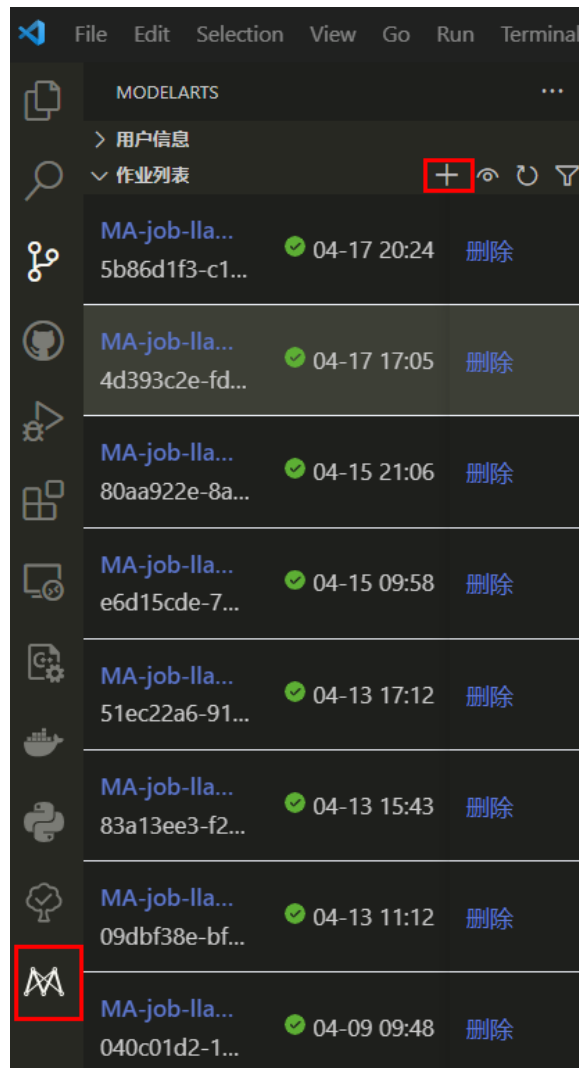 File Edit Selection View Go Run Terminal
MODELARTS
用户信息
作业列表
MA-job-lla...
5b86d1f3-c1...
04-17 20:24
删除
MA-job-lla...
4d393c2e-fd...
04-17 17:05
删除
MA-job-lla...
80aa922e-8a...
04-15 21:06
删除
MA-job-lla...
e6d15cde-7...
04-15 09:58
删除
MA-job-lla...
51ec22a6-91...
04-13 17:12
删除
MA-job-lla...
83a13ee3-f2...
04-13 15:43
删除
MA-job-lla...
09dbf38e-bf...
04-13 11:12
删除
MA-job-lla...
040c01d2-1...
04-09 09:48
删除